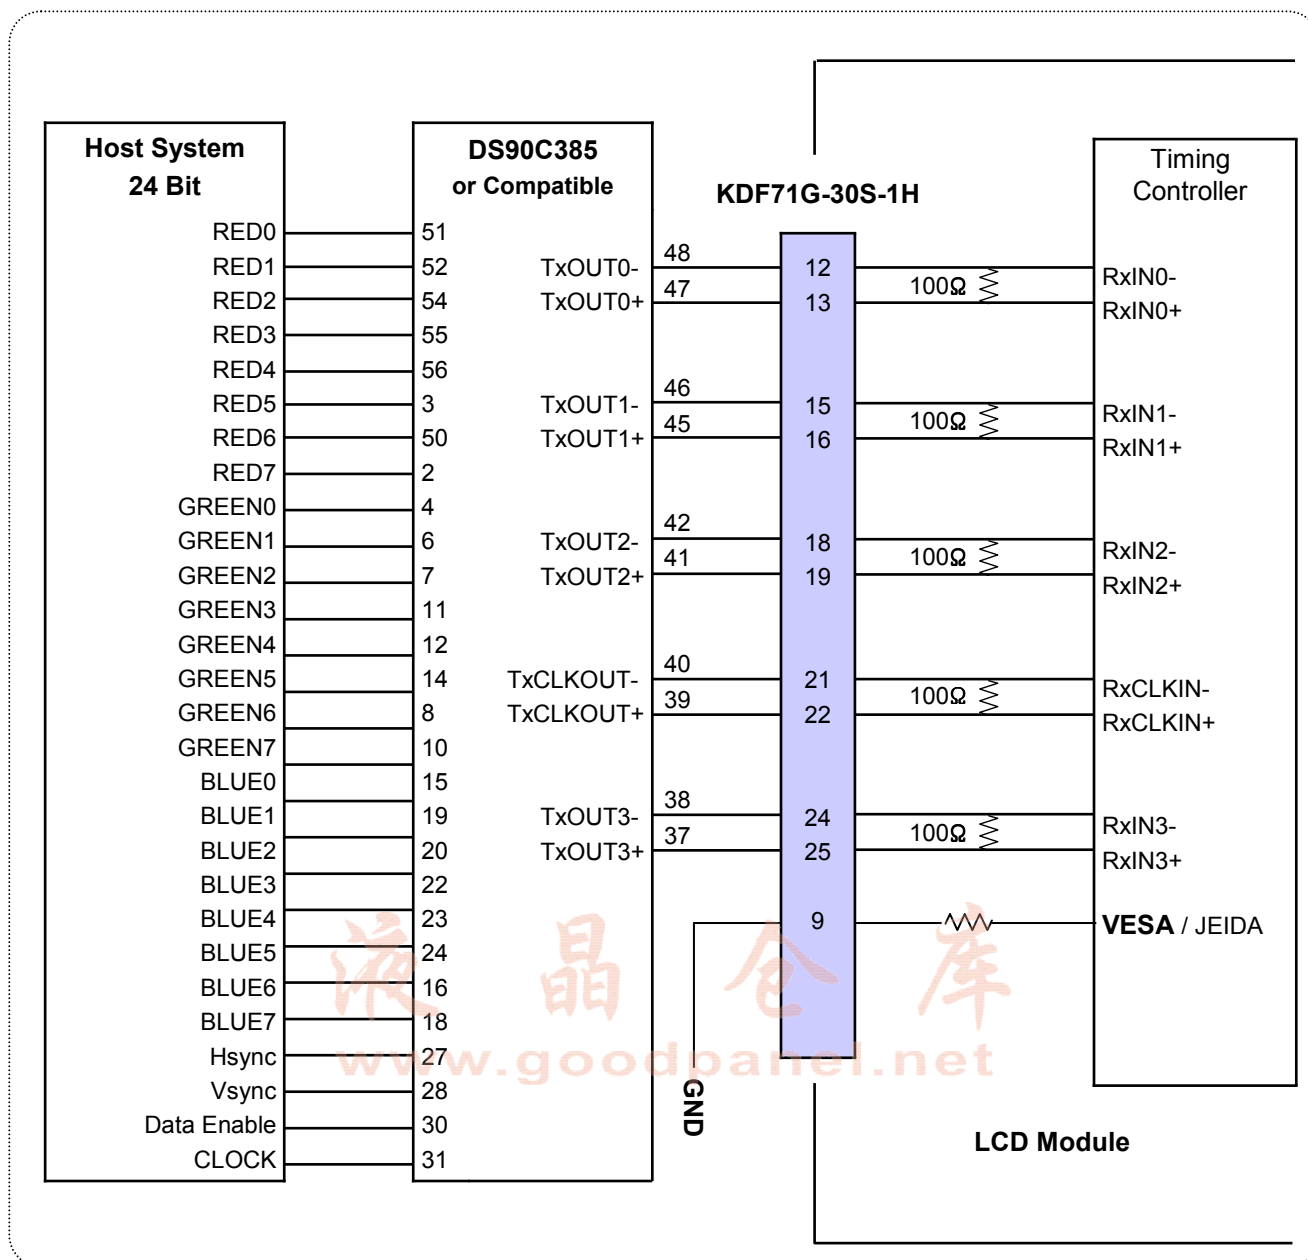 Host System
24 Bit
RED0
RED1
RED2
RED3
RED4
RED5
RED6
RED7
GREEN0
GREEN1
GREEN2
GREEN3
GREEN4
GREEN5
GREEN6
GREEN7
BLUE0
BLUE1
BLUE2
BLUE3
BLUE4
BLUE5
BLUE6
BLUE7
Hsync
Vsync
Data Enable
CLOCK
DS90C385
or Compatible
51
52
54
55
56
3
50
2
4
6
7
11
12
14
8
10
15
19
20
22
23
24
16
18
27
28
30
31
TxOUT0-
TxOUT0+
TxOUT1-
TxOUT1+
TxOUT2-
TxOUT2+
TxCLKOUT-
TxCLKOUT+
TxOUT3-
TxOUT3+
48
47
46
45
42
41
40
39
38
37
GND
KDF71G-30S-1H
12
13
15
16
18
19
21
22
24
25
9
100Ω
100Ω
100Ω
100Ω
100Ω
Timing
Controller
RxIN0-
RxIN0+
RxIN1-
RxIN1+
RxIN2-
RxIN2+
RxCLKIN-
RxCLKIN+
RxIN3-
RxIN3+
VESA / JEIDA
LCD Module
液晶仓库
www.goodpanel.net